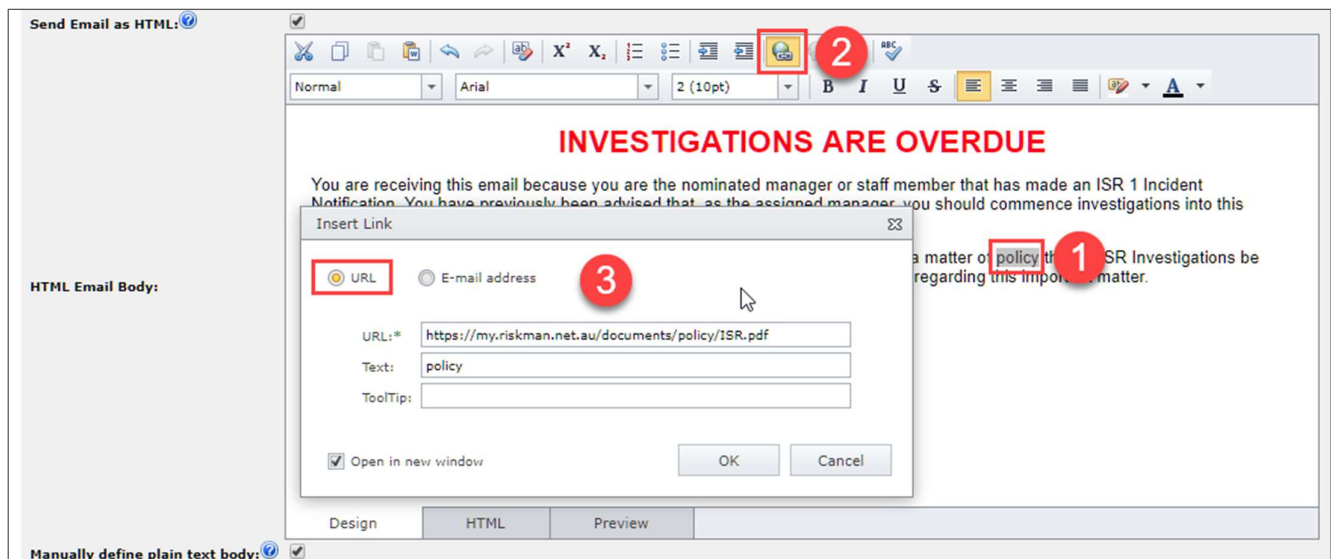 Send Email as HTML:
2
ABC
Normal Arial 2 (10pt) B I U S A
INVESTIGATIONS ARE OVERDUE
You are receiving this email because you are the nominated manager or staff member that has made an ISR 1 Incident
Notification. You have previously been advised that, as the assigned manager, you should commence investigations into this
Insert Link
a matter of policy th SR Investigations be
1
regarding this important matter.
HTML Email Body:
URL E-mail address 3
URL:* https://my.riskman.net.au/documents/policy/ISR.pdf
Text: policy
ToolTip:
Open in new window OK Cancel
Design HTML Preview
Manually define plain text body: